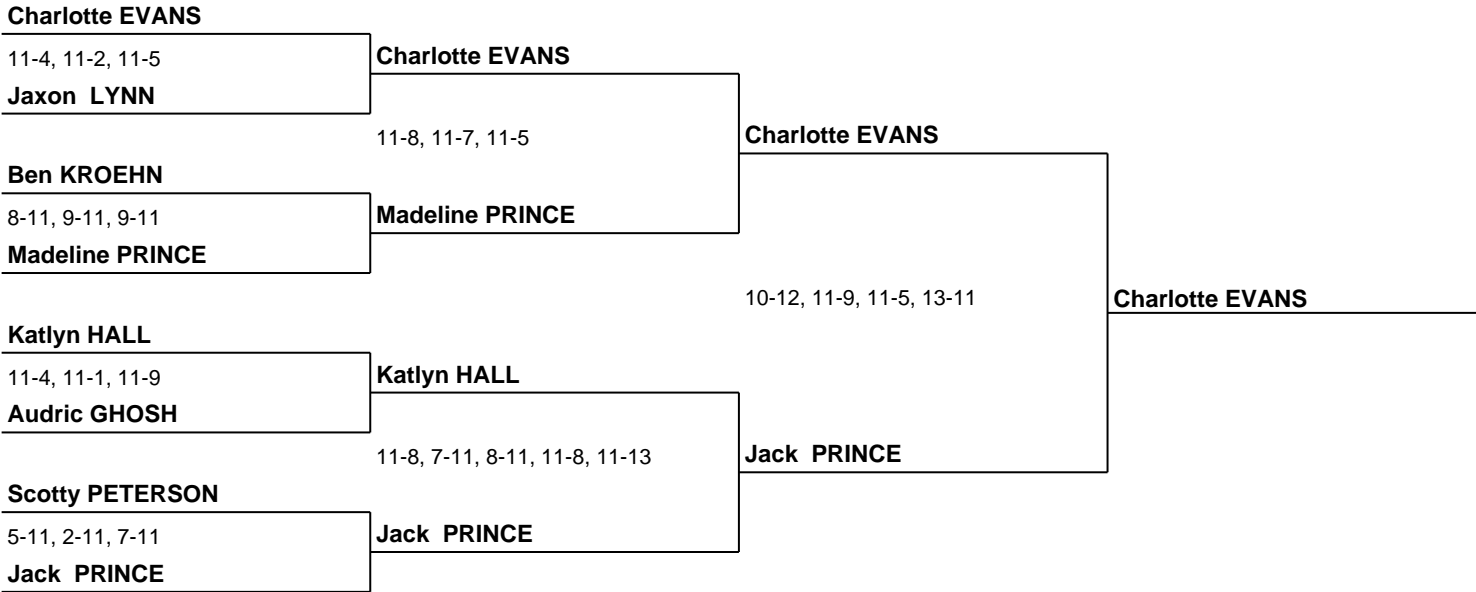 Charlotte EVANS
11-4, 11-2, 11-5
Charlotte EVANS
Jaxon LYNN
11-8, 11-7, 11-5
Charlotte EVANS
Ben KROEHN
8-11, 9-11, 9-11
Madeline PRINCE
Madeline PRINCE
10-12, 11-9, 11-5, 13-11
Charlotte EVANS
Katlyn HALL
11-4, 11-1, 11-9
Katlyn HALL
Audric GHOSH
11-8, 7-11, 8-11, 11-8, 11-13
Jack PRINCE
Scotty PETERSON
5-11, 2-11, 7-11
Jack PRINCE
Jack PRINCE